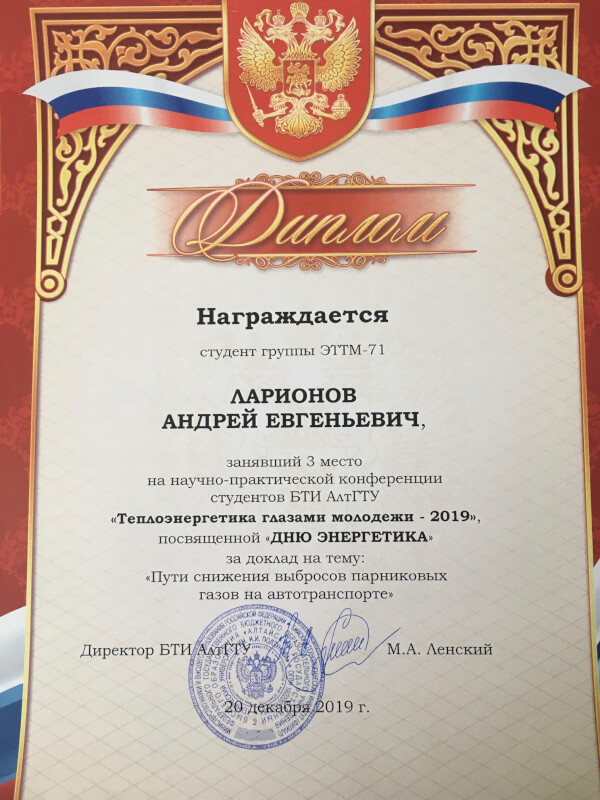 Диплом
Награждается
студент группы ЭТТМ-71
ЛАРИОНОВ
АНДРЕЙ ЕВГЕНЬЕВИЧ,
занявший 3 место
на научно-практической конференции
студентов БТИ АлтГТУ
«Теплоэнергетика глазами молодежи - 2019»,
посвященной «ДНЮ ЭНЕРГЕТИКА»
за доклад на тему:
«Пути снижения выбросов парниковых
газов на автотранспорте»
Директор БТИ АлтГТУ М.А. Ленский
20 декабря 2019 г.